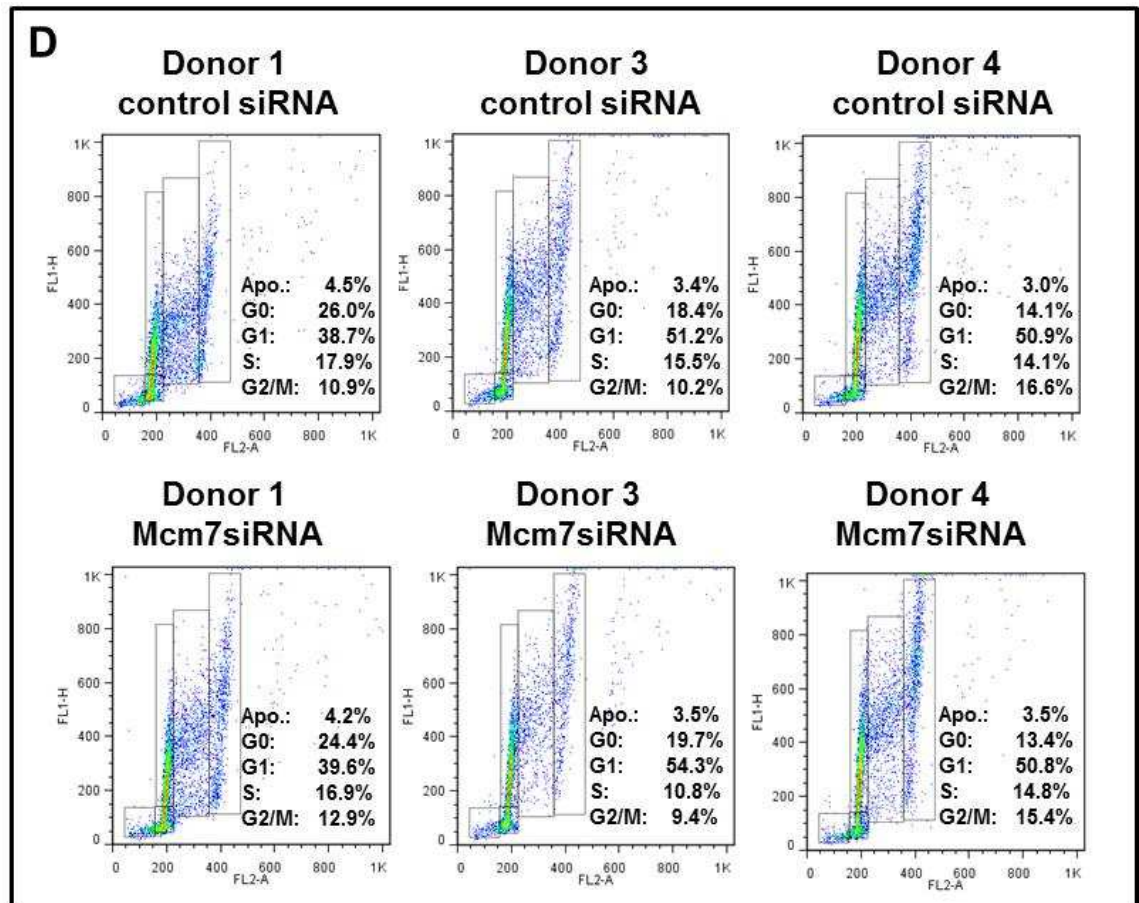 D
Donor 1
control siRNA
1K
800
600
400
200
0
FL1-H
0 200 400 600 800 1K
FL2-A
Apo.: 4.5%
G0: 26.0%
G1: 38.7%
S: 17.9%
G2/M: 10.9%
Donor 3
control siRNA
1K
800
600
400
200
0
FL1-H
0 200 400 600 800 1K
FL2-A
Apo.: 3.4%
G0: 18.4%
G1: 51.2%
S: 15.5%
G2/M: 10.2%
Donor 4
control siRNA
1K
800
600
400
200
0
FL1-H
0 200 400 600 800 1K
FL2-A
Apo.: 3.0%
G0: 14.1%
G1: 50.9%
S: 14.1%
G2/M: 16.6%
Donor 1
Mcm7siRNA
1K
800
600
400
200
0
FL1-H
0 200 400 600 800 1K
FL2-A
Apo.: 4.2%
G0: 24.4%
G1: 39.6%
S: 16.9%
G2/M: 12.9%
Donor 3
Mcm7siRNA
1K
800
600
400
200
0
FL1-H
0 200 400 600 800 1K
FL2-A
Apo.: 3.5%
G0: 19.7%
G1: 54.3%
S: 10.8%
G2/M: 9.4%
Donor 4
Mcm7siRNA
1K
800
600
400
200
0
FL1-H
0 200 400 600 800 1K
FL2-A
Apo.: 3.5%
G0: 13.4%
G1: 50.8%
S: 14.8%
G2/M: 15.4%